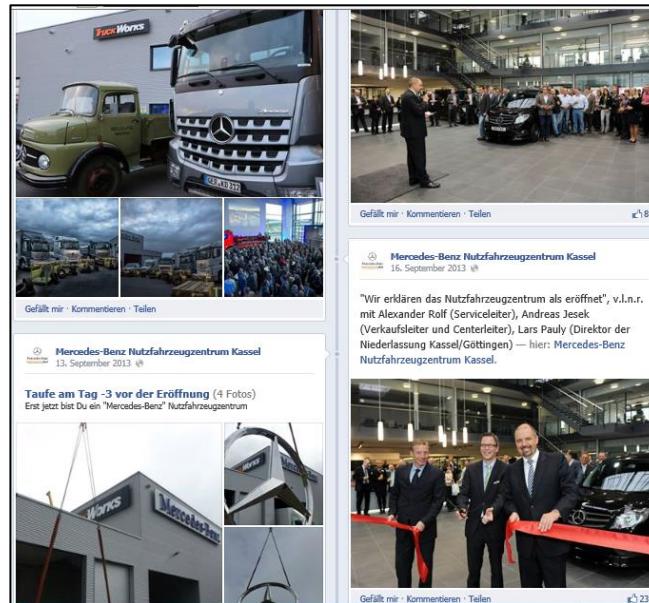 TruckWorks
Gefällt mir · Kommentieren · Teilen
Mercedes-Benz Nutzfahrzeugzentrum Kassel
13. September 2013
Taufe am Tag -3 vor der Eröffnung (4 Fotos)
Erst jetzt bist Du ein "Mercedes-Benz" Nutzfahrzeugzentrum
Works
Mercedes-Benz
Gefällt mir · Kommentieren · Teilen
8
Mercedes-Benz Nutzfahrzeugzentrum Kassel
16. September 2013
"Wir erklären das Nutzfahrzeugzentrum als eröffnet", v.l.n.r.
mit Alexander Rolf (Serviceleiter), Andreas Jesek
(Verkaufsleiter und Centerleiter), Lars Pauly (Direktor der
Niederlassung Kassel/Göttingen) — hier: Mercedes-Benz
Nutzfahrzeugzentrum Kassel.
Gefällt mir · Kommentieren · Teilen
23